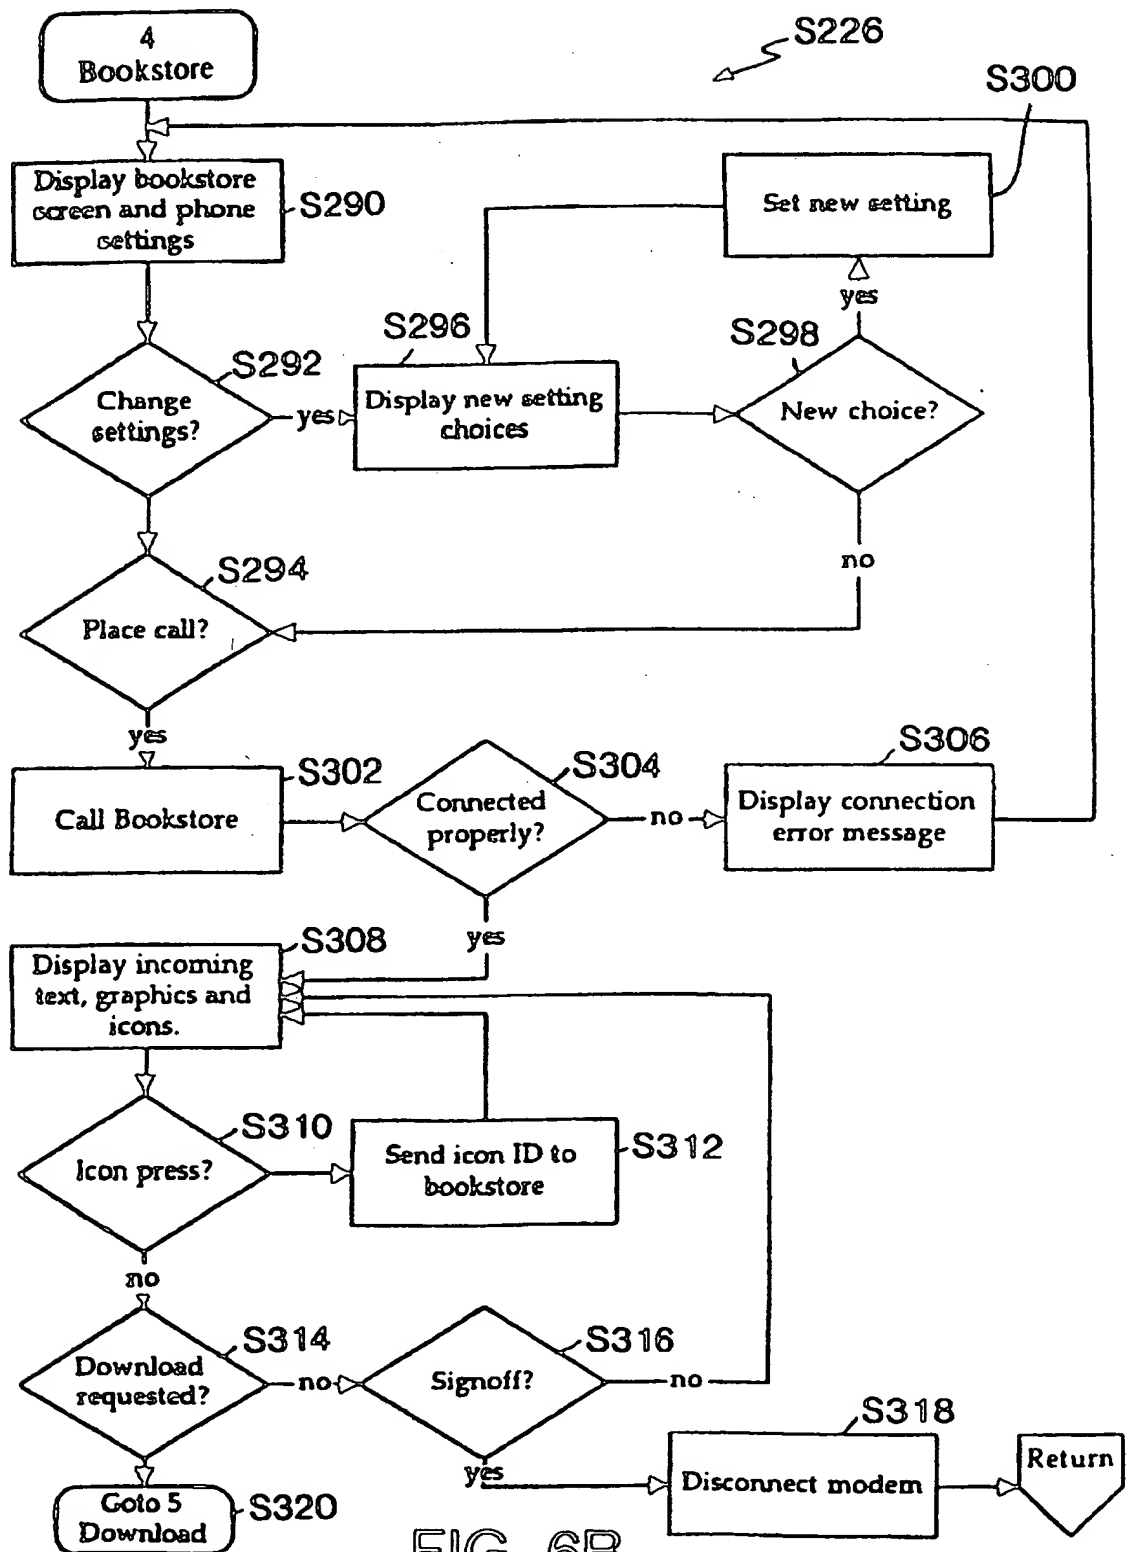 4
Bookstore
S226
S300
Display bookstore
screen and phone
settings
S290
Set new setting
yes
S296
S298
S292
Change
settings?
yes
Display new setting
choices
New choice?
no
S294
Place call?
yes
S302
Call Bookstore
S304
Connected
properly?
no
S306
Display connection
error message
yes
S308
Display incoming
text, graphics and
icons.
S310
Icon press?
Send icon ID to
bookstore
S312
no
S314
Download
requested?
no
S316
Signoff?
no
yes
S318
Disconnect modem
Return
Goto 5
Download
S320
FIG. 6B